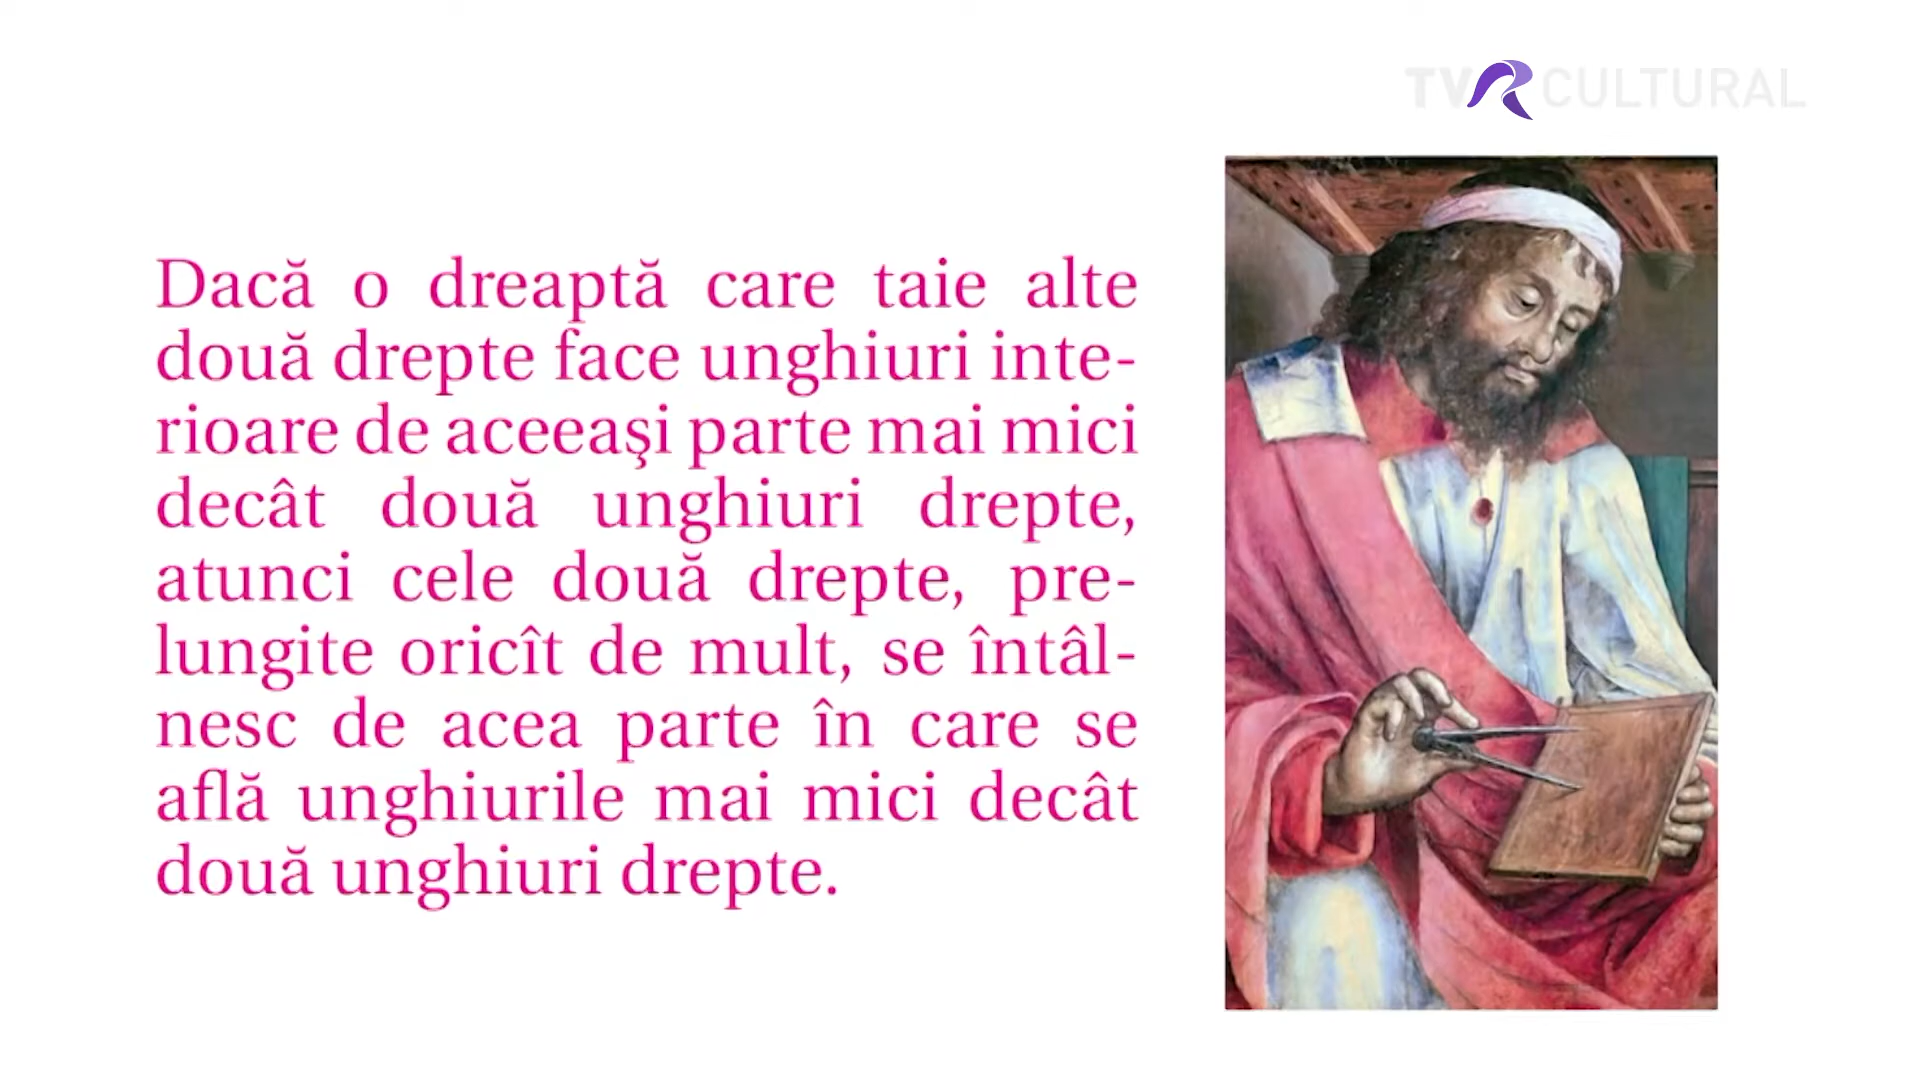 TVR CULTURAL
Dacă o dreaptă care taie alte
două drepte face unghiuri inte-
rioare de aceeaşi parte mai mici
decât două unghiuri drepte,
atunci cele două drepte, pre-
lungite oricît de mult, se întâl-
nesc de acea parte în care se
află unghiurile mai mici decât
două unghiuri drepte.